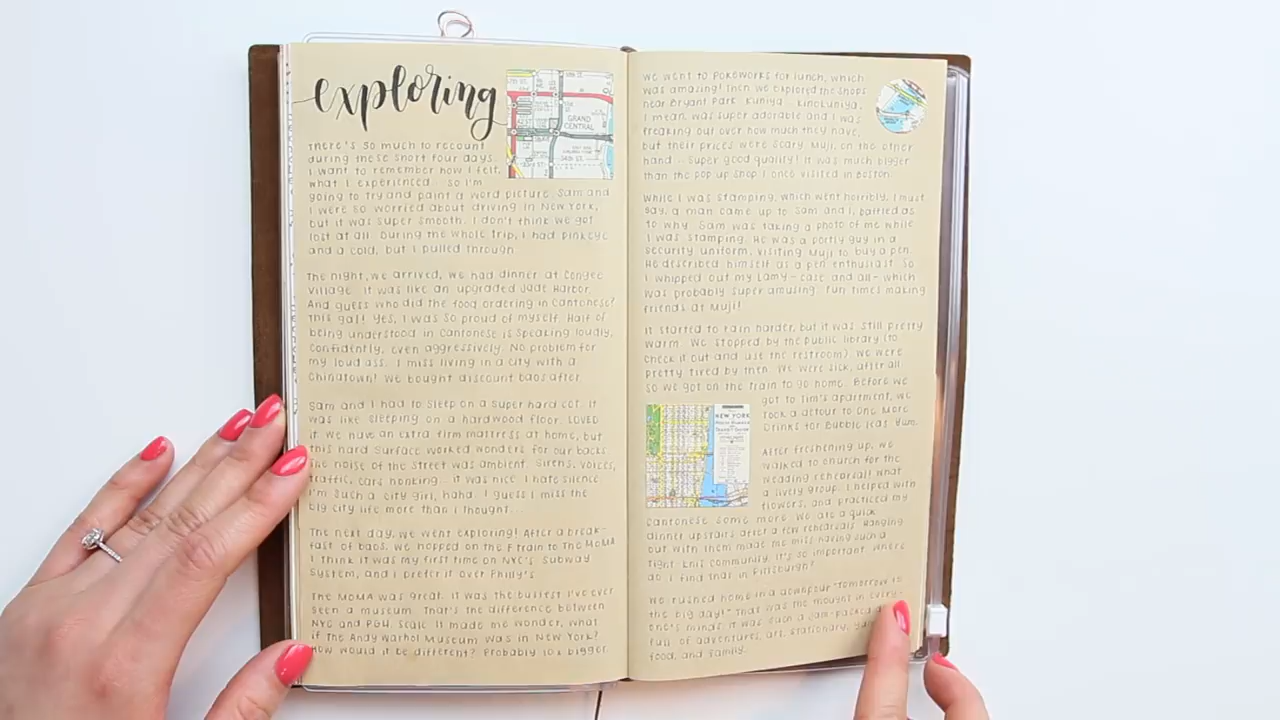 exploring
There's so much to recount
during these short four days.
I want to remember how I felt,
what I experienced. So I'm
going to try and paint a word picture. Sam and
I were so worried about driving in New York,
but it was super smooth. I don't think we got
lost at all. During the whole trip, I had pinkeye
and a cold, but I pulled through.
The night we arrived, we had dinner at Congee
Village. It was like an upgraded Jade Harbor.
And guess who did the food ordering in Cantonese?
This gal! Yes, I was so proud of myself. Half of
being understood in Cantonese is speaking loudly,
confidently, even aggressively. No problem for
my loud ass. I miss living in a city with a
Chinatown! We bought discount baos after.
Sam and I had to sleep on a super hard cot. It
was like sleeping on a hardwood floor. LOVED
it. We have an extra firm mattress at home, but
this hard surface worked wonders for our backs.
The noise of the street was ambient. Sirens, voices,
traffic, cars honking. It was nice. I hate silence.
I'm such a city girl, haha. I guess I miss the
big city life more than I thought...
The next day, we went exploring! After a break-
fast of baos, we hopped on the F train to The MoMA.
I think it was my first time on NYC's subway
system, and I prefer it over Philly's.
The MoMA was great. It was the busiest I've ever
seen a museum. That's the difference between
NYC and PGH. Scale. It made me wonder, what
if The Andy Warhol Museum was in New York?
How would it be different? Probably 10x bigger.
GRAND
CENTRAL
34TH ST.
We went to Pokéworks for lunch, which
was amazing! Then, we explored the shops
near Bryant Park. Kuniya, Kinokuniya,
I mean, was super adorable and I was
freaking out over how much they have,
but their prices were scary. Muji, on the other
hand - super good quality! It was much bigger
than the pop up shop I once visited in Boston.
While I was stamping, which went horribly, I must
say, a man came up to Sam and I, baffled as
to why Sam was taking a photo of me while
I was stamping. He was a portly guy in a
security uniform, visiting Muji to buy a pen.
He described himself as a pen enthusiast. So
I whipped out my Lamy - case and all - which
was probably super amusing. Fun times making
friends at Muji!
It started to rain harder, but it was still pretty
warm. We stopped by the public library (to
check it out and use the restroom). We were
pretty tired by then. We were sick, after all.
So we got on the train to go home. Before we
got to Tim's apartment, we
took a detour to One More
Drinks for bubble teas. Yum.
NEW YORK
After freshening up, we
walked to church for the
wedding rehearsal. What
a lively group. I helped with
flowers, and practiced my
Cantonese some more. We ate a quick
dinner upstairs after a few rehearsals. Hanging
out with them made me miss having such a
tight knit community. It's so important. Where
do I find that in Pittsburgh?
We rushed home in a downpour. "Tomorrow is
the big day!" That was the thought in every-
one's minds. It was such a jam-packed
full of adventures, art, stationary, yum
food, and family.